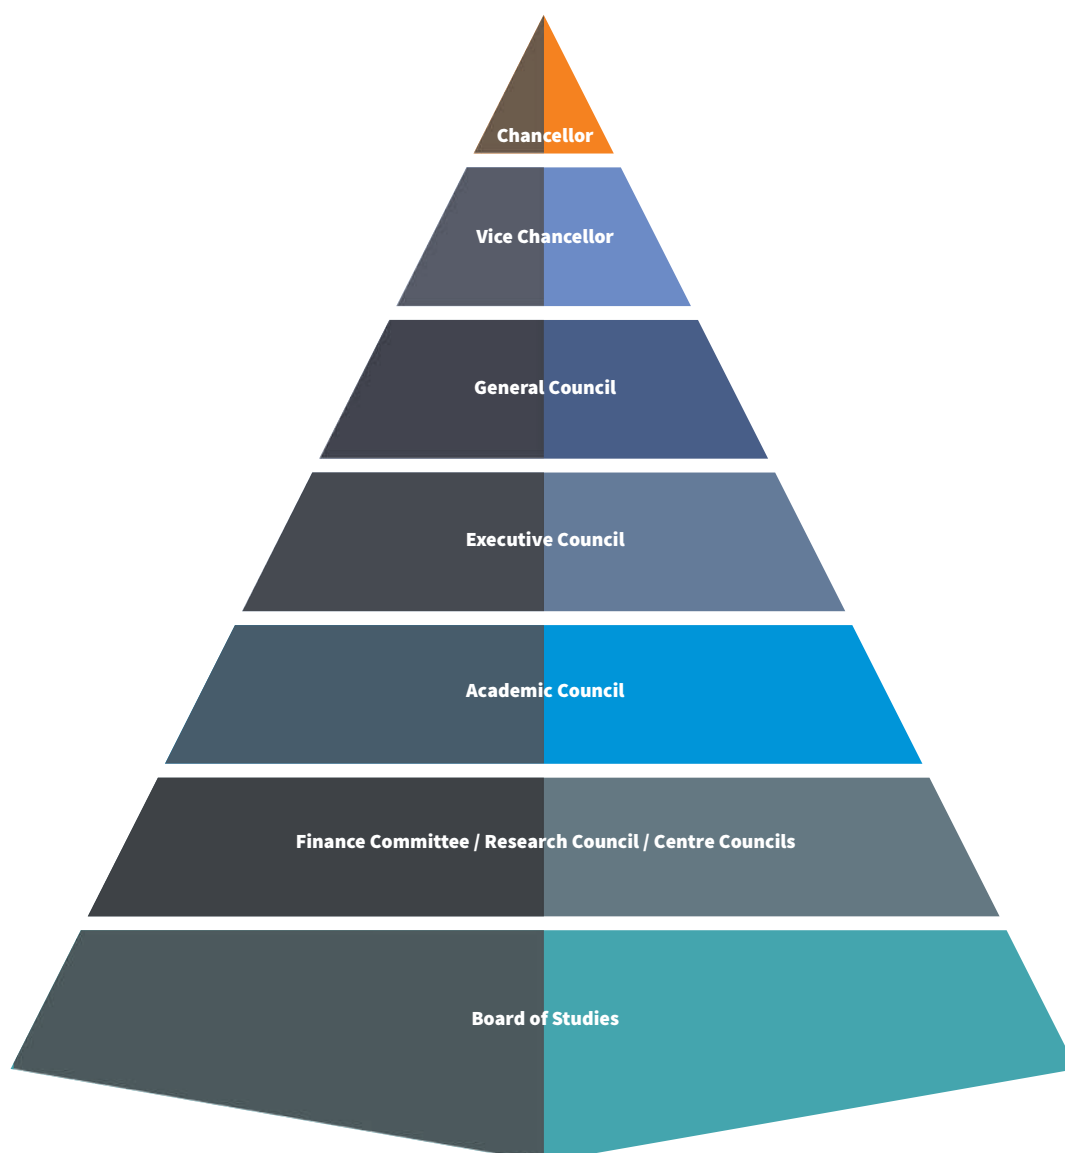 Chancellor
Vice Chancellor
General Council
Executive Council
Academic Council
Finance Committee / Research Council / Centre Councils
Board of Studies